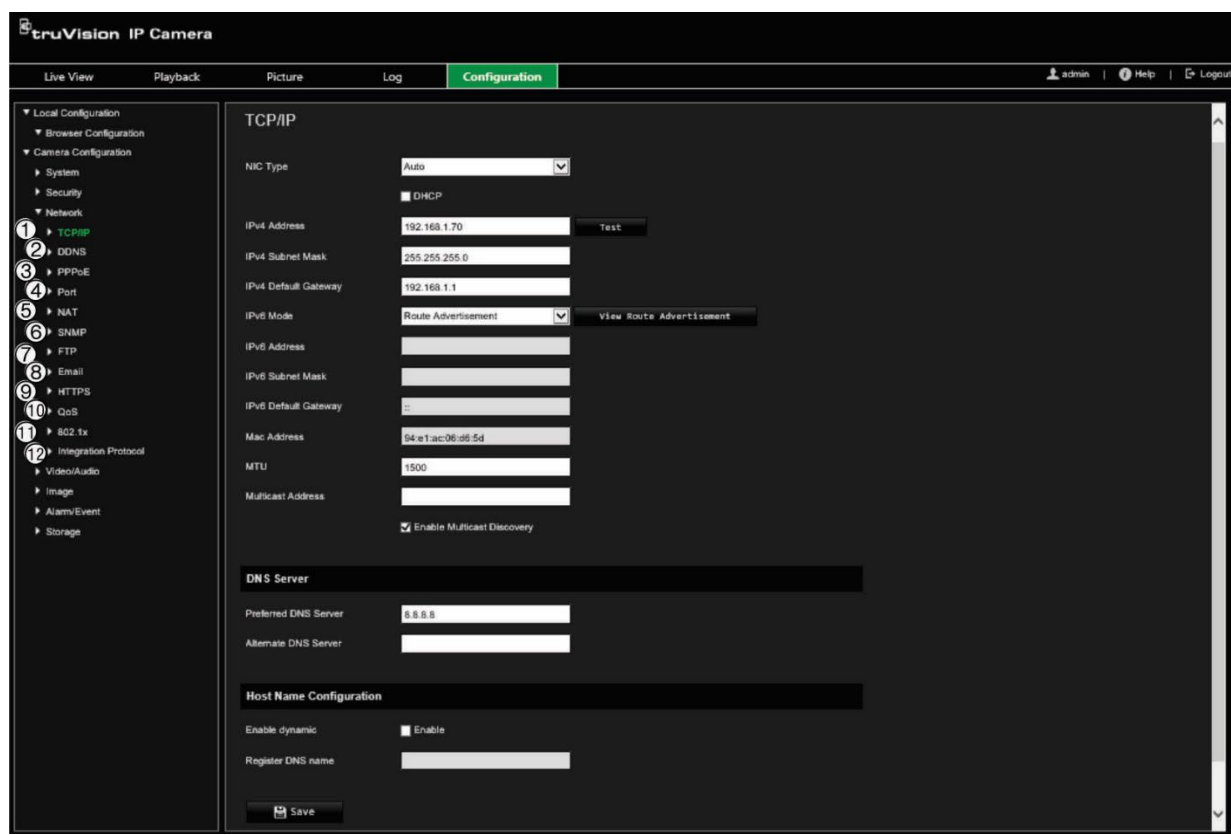 truVision IP Camera
Live View Playback Picture Log Configuration admin | Help | Logout
▼ Local Configuration
▼ Browser Configuration
▼ Camera Configuration
System
Security
▼ Network
① TCP/IP
② DDNS
③ PPPoE
④ Port
⑤ NAT
⑥ SNMP
⑦ FTP
⑧ Email
⑨ HTTPS
⑩ QoS
⑪ 802.1x
⑫ Integration Protocol
Video/Audio
Image
Alarm/Event
Storage
TCP/IP
NIC Type Auto
DHCP
IPv4 Address 192.168.1.70 Test
IPv4 Subnet Mask 255.255.255.0
IPv4 Default Gateway 192.168.1.1
IPv6 Mode Route Advertisement View Route Advertisement
IPv6 Address
IPv6 Subnet Mask
IPv6 Default Gateway ::
Mac Address 94:e1:ac:06:d6:5d
MTU 1500
Multicast Address
Enable Multicast Discovery
DNS Server
Preferred DNS Server 8.8.8.8
Alternate DNS Server
Host Name Configuration
Enable dynamic Enable
Register DNS name
Save